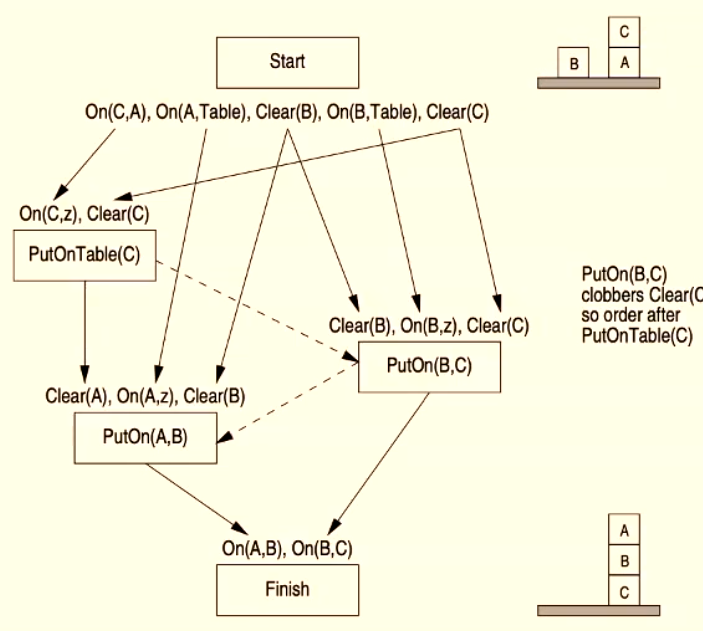 Start
C
B
A
On(C,A), On(A,Table), Clear(B), On(B,Table), Clear(C)
On(C,z), Clear(C)
PutOnTable(C)
PutOn(B,C)
clobbers Clear(C
so order after
PutOnTable(C)
Clear(B), On(B,z), Clear(C)
PutOn(B,C)
Clear(A), On(A,z), Clear(B)
PutOn(A,B)
On(A,B), On(B,C)
Finish
A
B
C